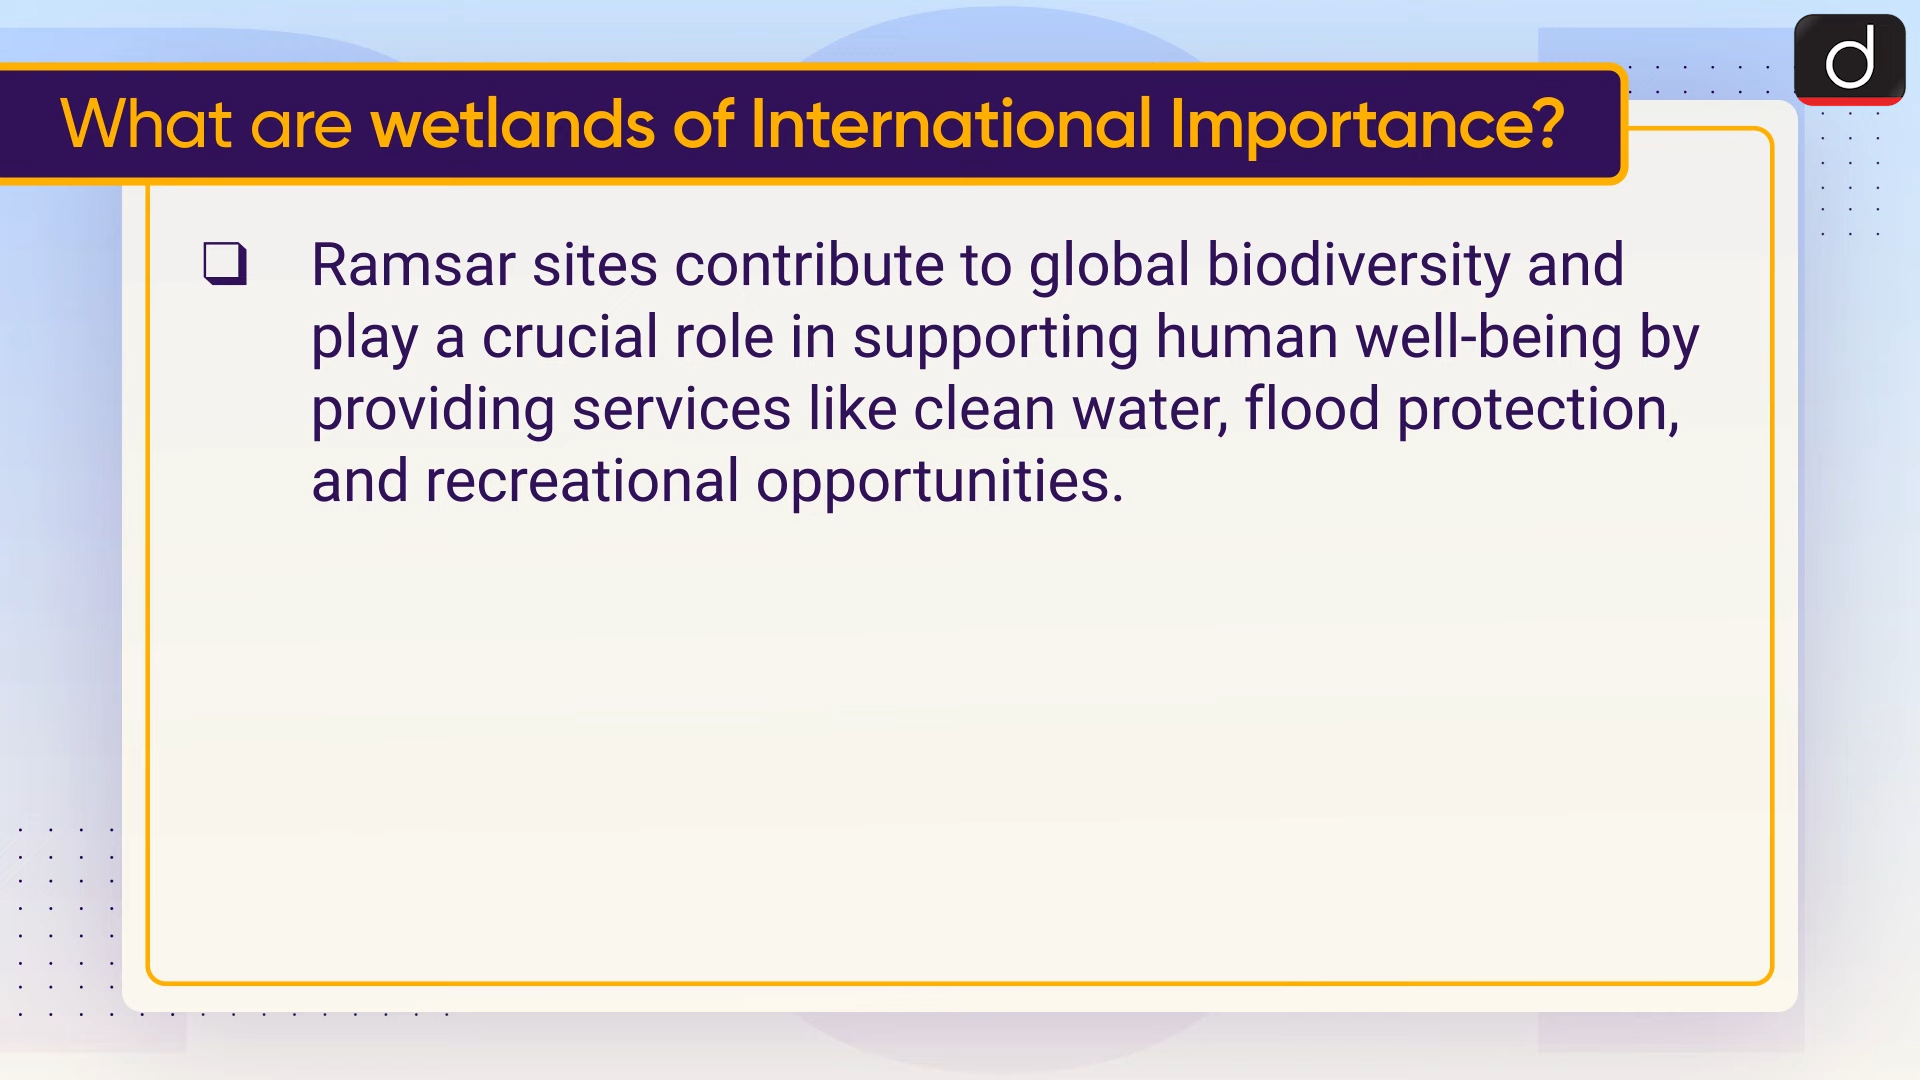 What are wetlands of International Importance?
d
❑ Ramsar sites contribute to global biodiversity and
play a crucial role in supporting human well-being by
providing services like clean water, flood protection,
and recreational opportunities.